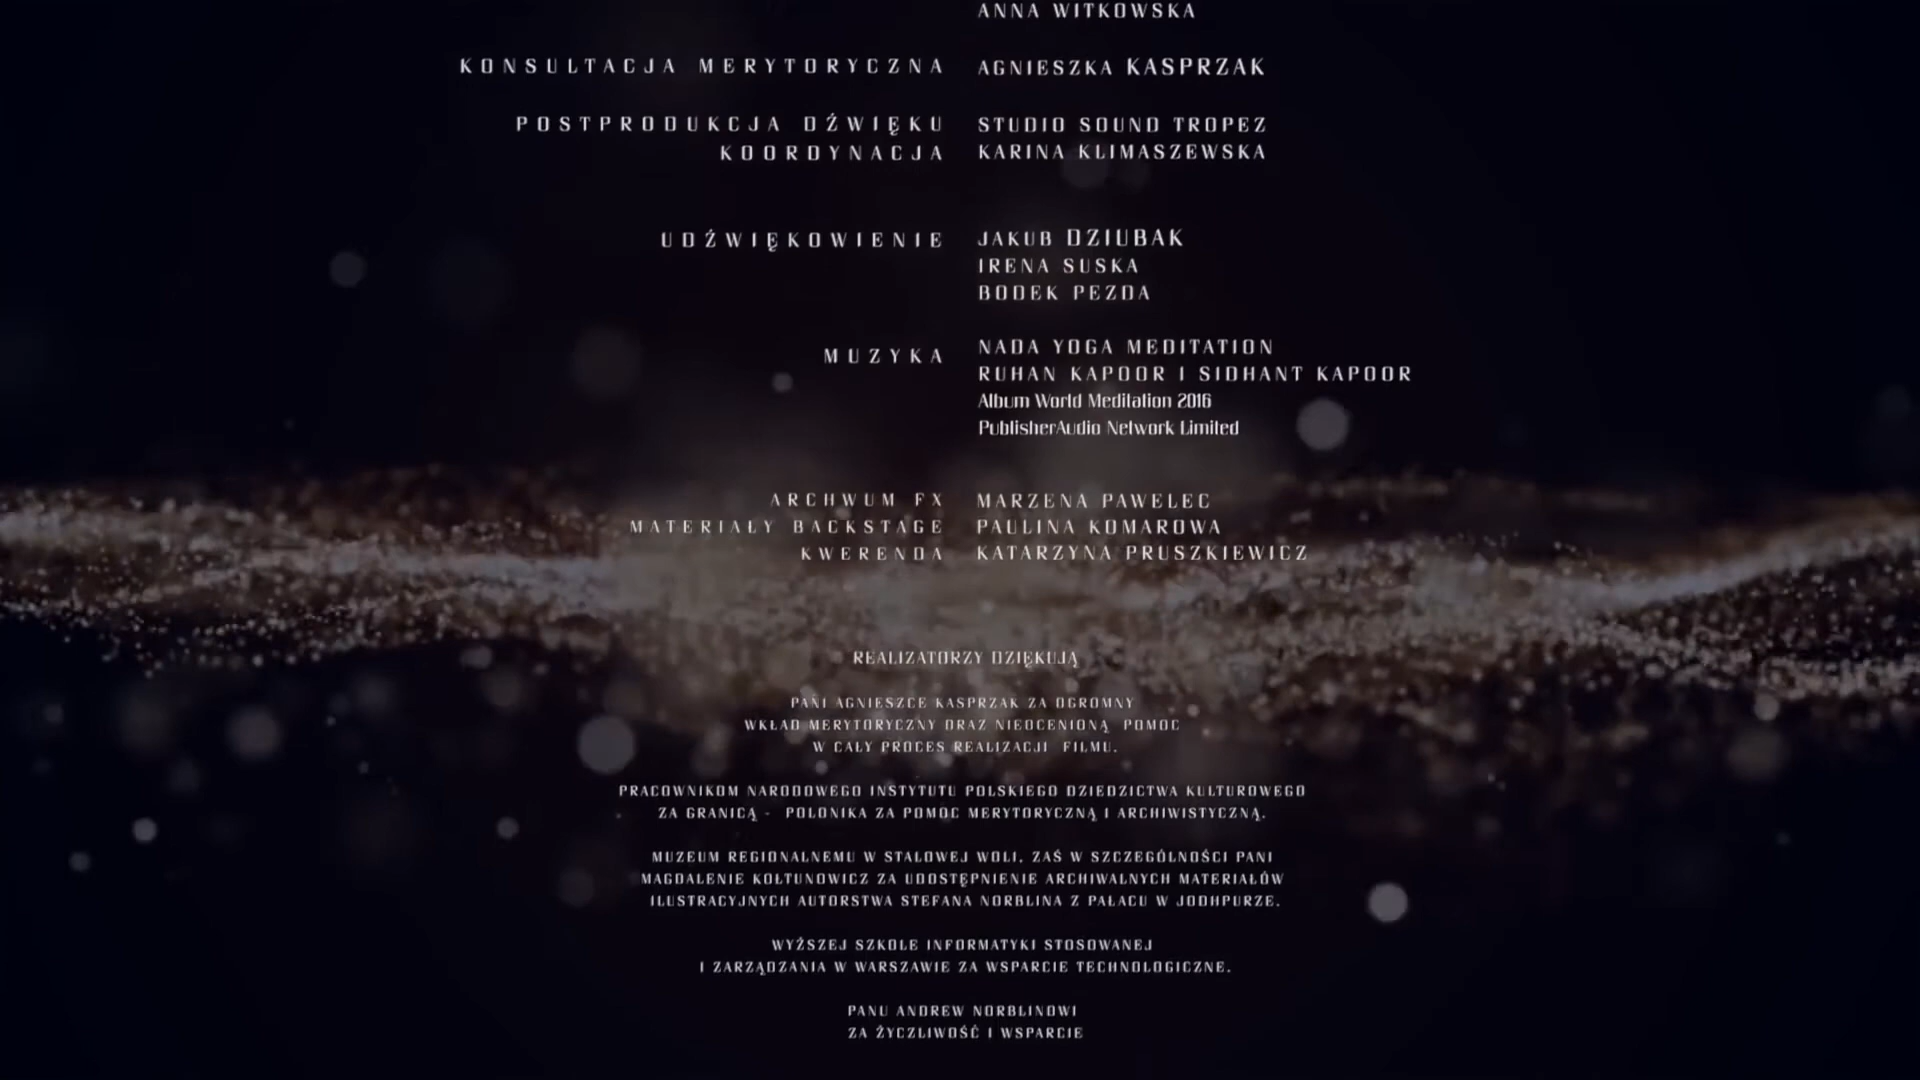 ANNA WITKOWSKA
KONSULTACJA MERYTORYCZNA AGNIESZKA KASPRZAK
POSTPRODUKCJA DŹWIĘKU STUDIO SOUND TROPEZ
KOORDYNACJA KARINA KLIMASZEWSKA
UDŹWIĘKOWIENIE JAKUB DZIUBAK
IRENA SUSKA
BODEK PEZDA
MUZYKA NADA YOGA MEDITATION
RUHAN KAPOOR I SIDHANT KAPOOR
Album World Meditation 2016
PublisherAudio Network Limited
ARCHWUM FX MARZENA PAWELEC
MATERIAŁY BACKSTAGE PAULINA KOMAROWA
KWERENDA KATARZYNA PRUSZKIEWICZ
REALIZATORZY DZIĘKUJĄ
PANI AGNIESZCE KASPRZAK ZA OGROMNY
WKŁAD MERYTORYCZNY ORAZ NIEOCENIONĄ POMOC
W CAŁY PROCES REALIZACJI FILMU.
PRACOWNIKOM NARODOWEGO INSTYTUTU POLSKIEGO DZIEDZICTWA KULTUROWEGO
ZA GRANICĄ - POLONIKA ZA POMOC MERYTORYCZNĄ I ARCHIWISTYCZNĄ.
MUZEUM REGIONALNEMU W STALOWEJ WOLI, ZAŚ W SZCZEGÓLNOŚCI PANI
MAGDALENIE KOŁTUNOWICZ ZA UDOSTĘPNIENIE ARCHIWALNYCH MATERIAŁÓW
ILUSTRACYJNYCH AUTORSTWA STEFANA NORBLINA Z PAŁACU W JODHPURZE.
WYŻSZEJ SZKOLE INFORMATYKI STOSOWANEJ
I ZARZĄDZANIA W WARSZAWIE ZA WSPARCIE TECHNOLOGICZNE.
PANU ANDREW NORBLINOWI
ZA ŻYCZLIWOŚĆ I WSPARCIE